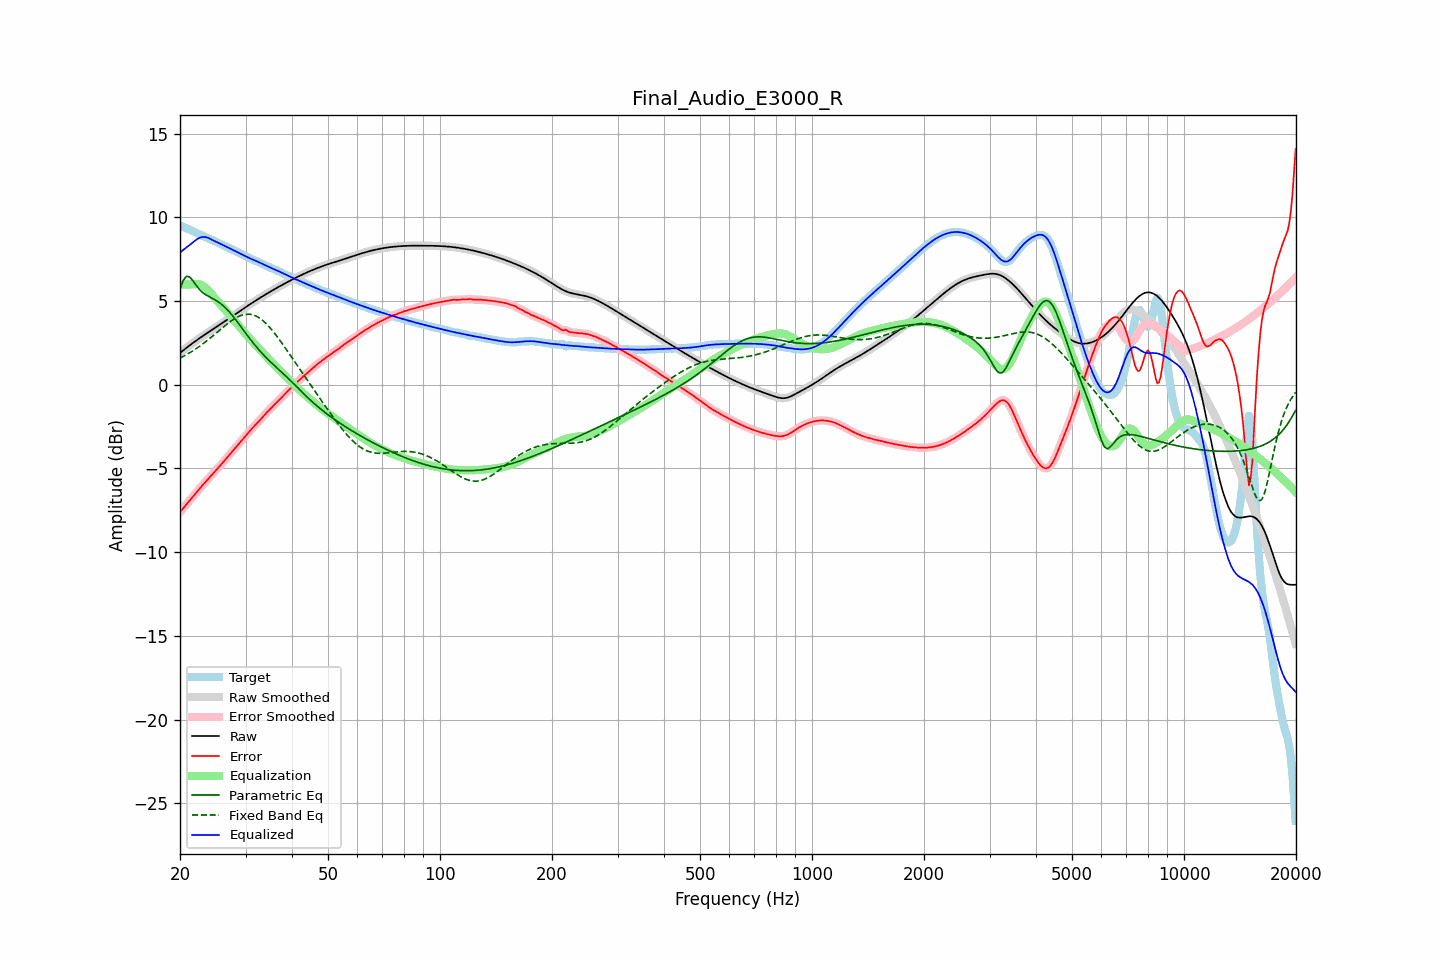 Final_Audio_E3000_R
Amplitude (dBr)
15
10
5
0
−5
−10
−15
−20
−25
Target
Raw Smoothed
Error Smoothed
Raw
Error
Equalization
Parametric Eq
Fixed Band Eq
Equalized
20 50 100 200 500 1000 2000 5000 10000 20000
Frequency (Hz)